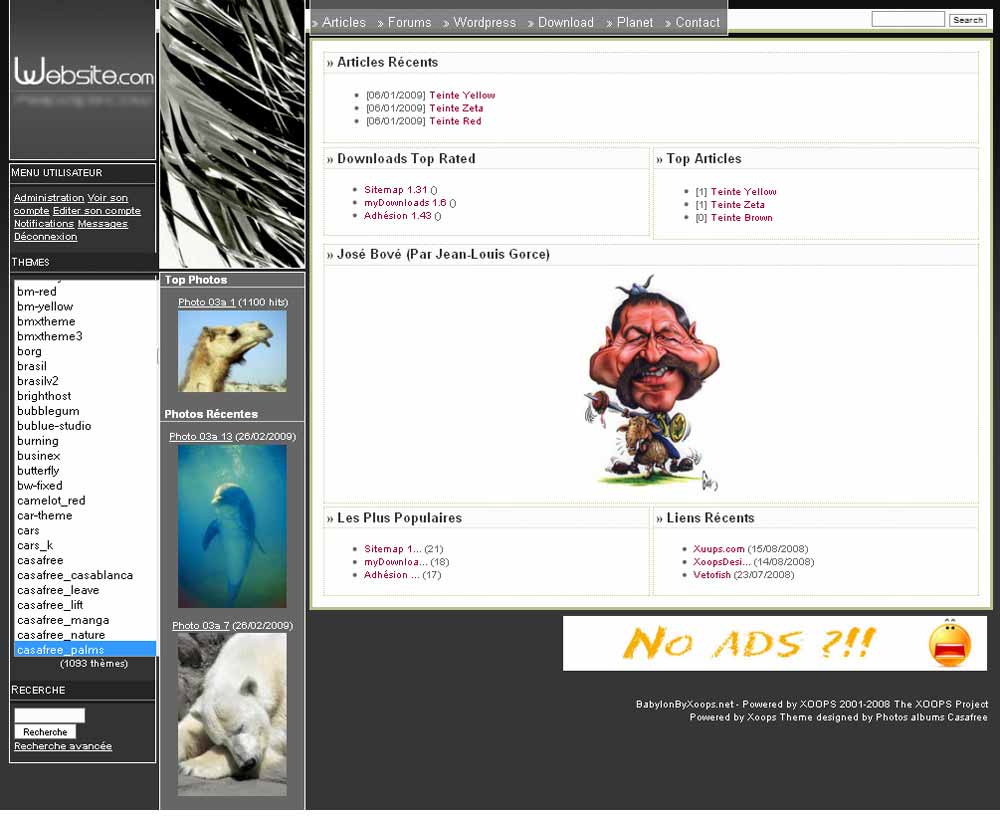 » Articles » Forums » Wordpress » Download » Planet » Contact
Search
Website.com
MENU UTILISATEUR
Administration Voir son
compte Editer son compte
Notifications Messages
Déconnexion
THEMES
bm-red
bm-yellow
bmxtheme
bmxtheme3
borg
brasil
brasilv2
brighthost
bubblegum
bublue-studio
burning
businex
butterfly
bw-fixed
camelot_red
car-theme
cars
cars_k
casafree
casafree_casablanca
casafree_leave
casafree_lift
casafree_manga
casafree_nature
casafree_palms
(1093 thèmes)
RECERCHE
Recherche
Recherche avancée
Top Photos
Photo 03a 1 (1100 hits)
Photos Récentes
Photo 03a 13 (26/02/2009)
Photo 03a 7 (26/02/2009)
» Articles Récents
• [06/01/2009] Teinte Yellow
• [06/01/2009] Teinte Zeta
• [06/01/2009] Teinte Red
» Downloads Top Rated
• Sitemap 1.31 ()
• myDownloads 1.6 ()
• Adhésion 1.43 ()
» Top Articles
• [1] Teinte Yellow
• [1] Teinte Zeta
• [0] Teinte Brown
» José Bové (Par Jean-Louis Gorce)
» Les Plus Populaires
• Sitemap 1... (21)
• myDownloa... (18)
• Adhésion ... (17)
» Liens Récents
• Xuups.com (15/08/2008)
• XoopsDesi... (14/08/2008)
• Vetofish (23/07/2008)
NO ADS ?!!
BabylonByXoops.net - Powered by XOOPS 2001-2008 The XOOPS Project
Powered by Xoops Theme designed by Photos albums Casafree